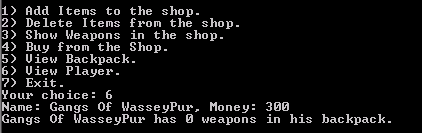 1) Add Items to the shop.
2) Delete Items from the shop.
3) Show Weapons in the shop.
4) Buy from the Shop.
5) View Backpack.
6) View Player.
7) Exit.
Your choice: 6
Name: Gangs Of WasseyPur, Money: 300
Gangs Of WasseyPur has 0 weapons in his backpack.